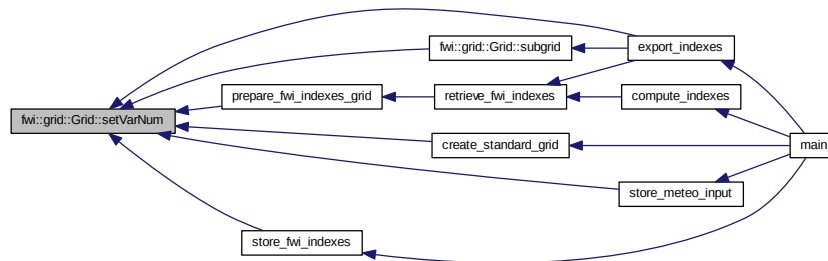 fwi::grid::Grid::subgrid
export_indexes
prepare_fwi_indexes_grid
retrieve_fwi_indexes
compute_indexes
fwi::grid::Grid::setVarNum
create_standard_grid
main
store_meteo_input
store_fwi_indexes